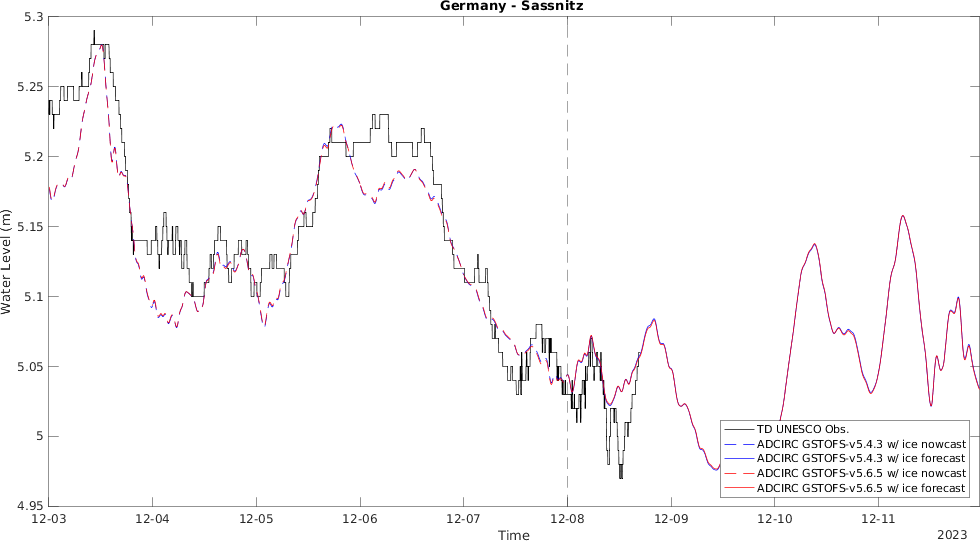 Germany - Sassnitz
5.3
5.25
5.2
5.15
5.1
5.05
5
4.95
Water Level (m)
12-03 12-04 12-05 12-06 12-07 12-08 12-09 12-10 12-11
Time
2023
TD UNESCO Obs.
ADCIRC GSTOFS-v5.4.3 w/ ice nowcast
ADCIRC GSTOFS-v5.4.3 w/ ice forecast
ADCIRC GSTOFS-v5.6.5 w/ ice nowcast
ADCIRC GSTOFS-v5.6.5 w/ ice forecast